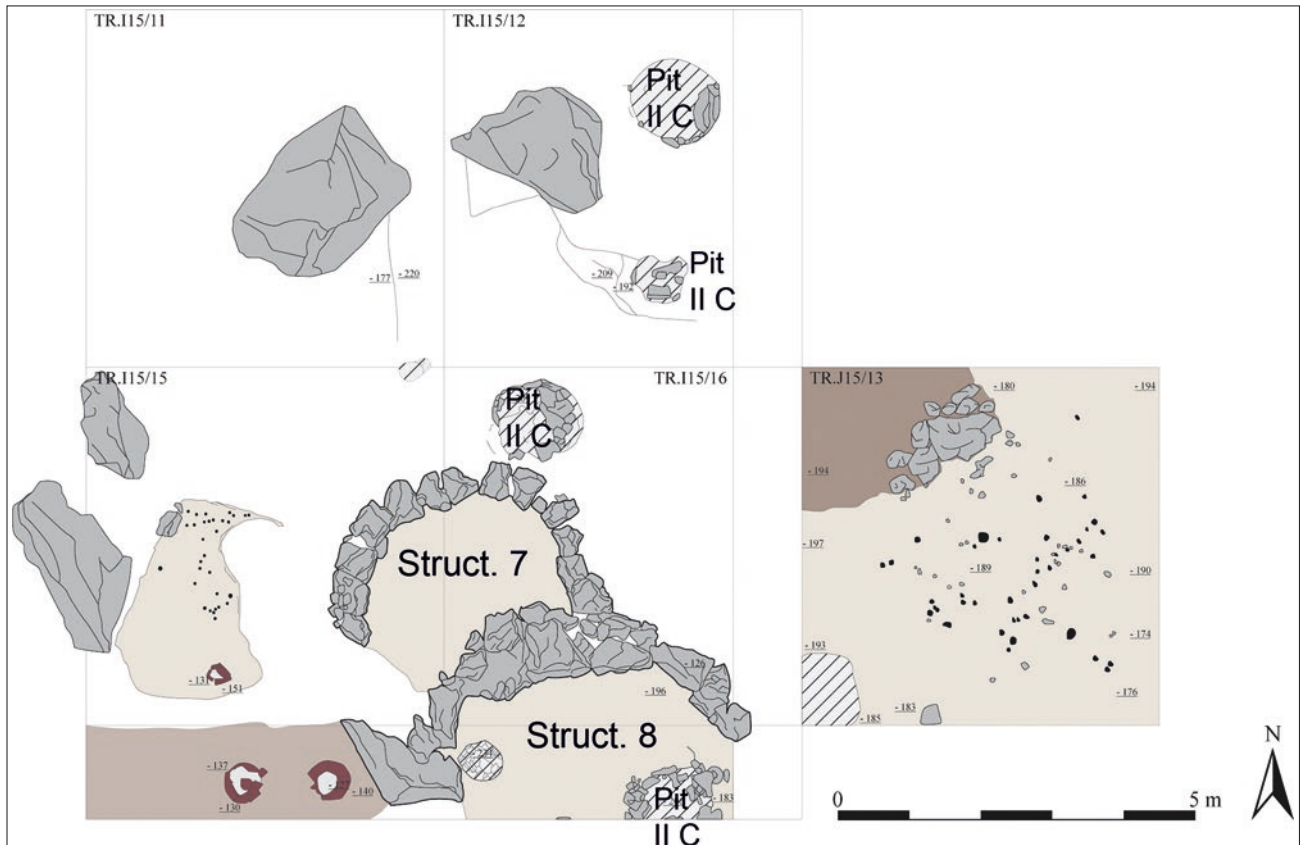 TR.I15/11
TR.I15/12
Pit
II C
- 177
- 220
- 209
- 192
Pit
II C
TR.I15/15
TR.I15/16
TR.J15/13
- 180
- 194
Pit
II C
- 194
- 186
Struct. 7
- 197
- 189
- 190
- 174
- 193
- 131
- 151
- 126
- 196
- 176
- 185
- 183
Struct. 8
- 137
- 140
- 130
- 183
Pit
II C
0
5 m
N